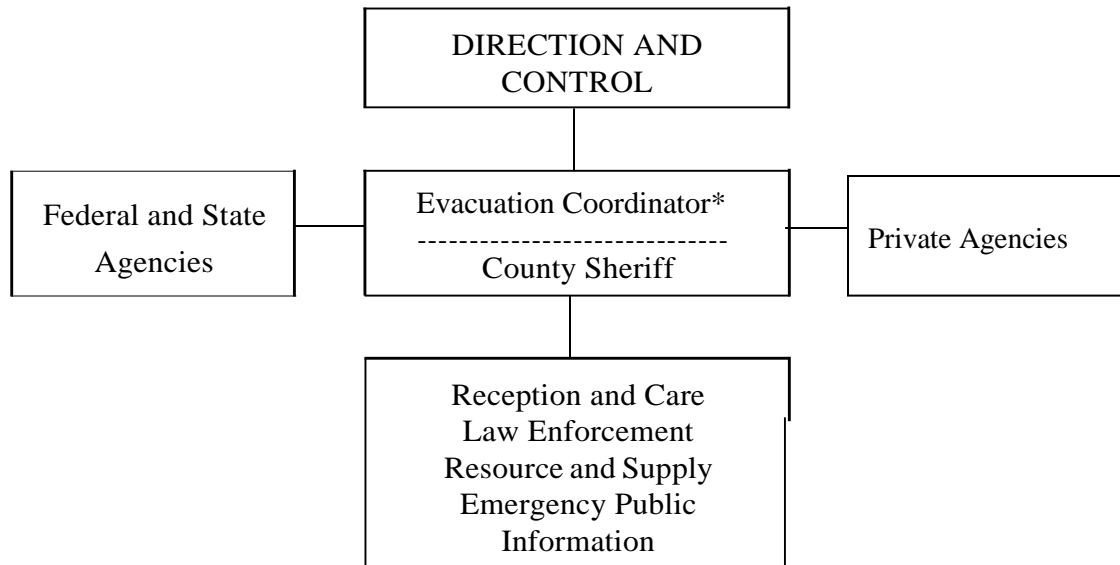 DIRECTION AND
CONTROL
Federal and State
Agencies
Evacuation Coordinator*
------------------------------
County Sheriff
Private Agencies
Reception and Care
Law Enforcement
Resource and Supply
Emergency Public
Information